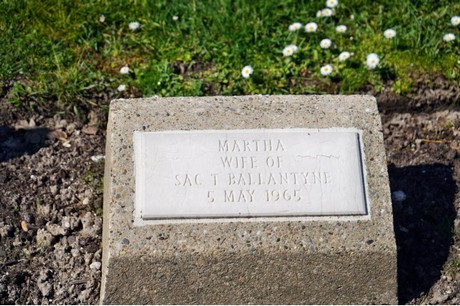 MARTHA
WIFE OF
SAC T BALLANTYNE
5 MAY 1965